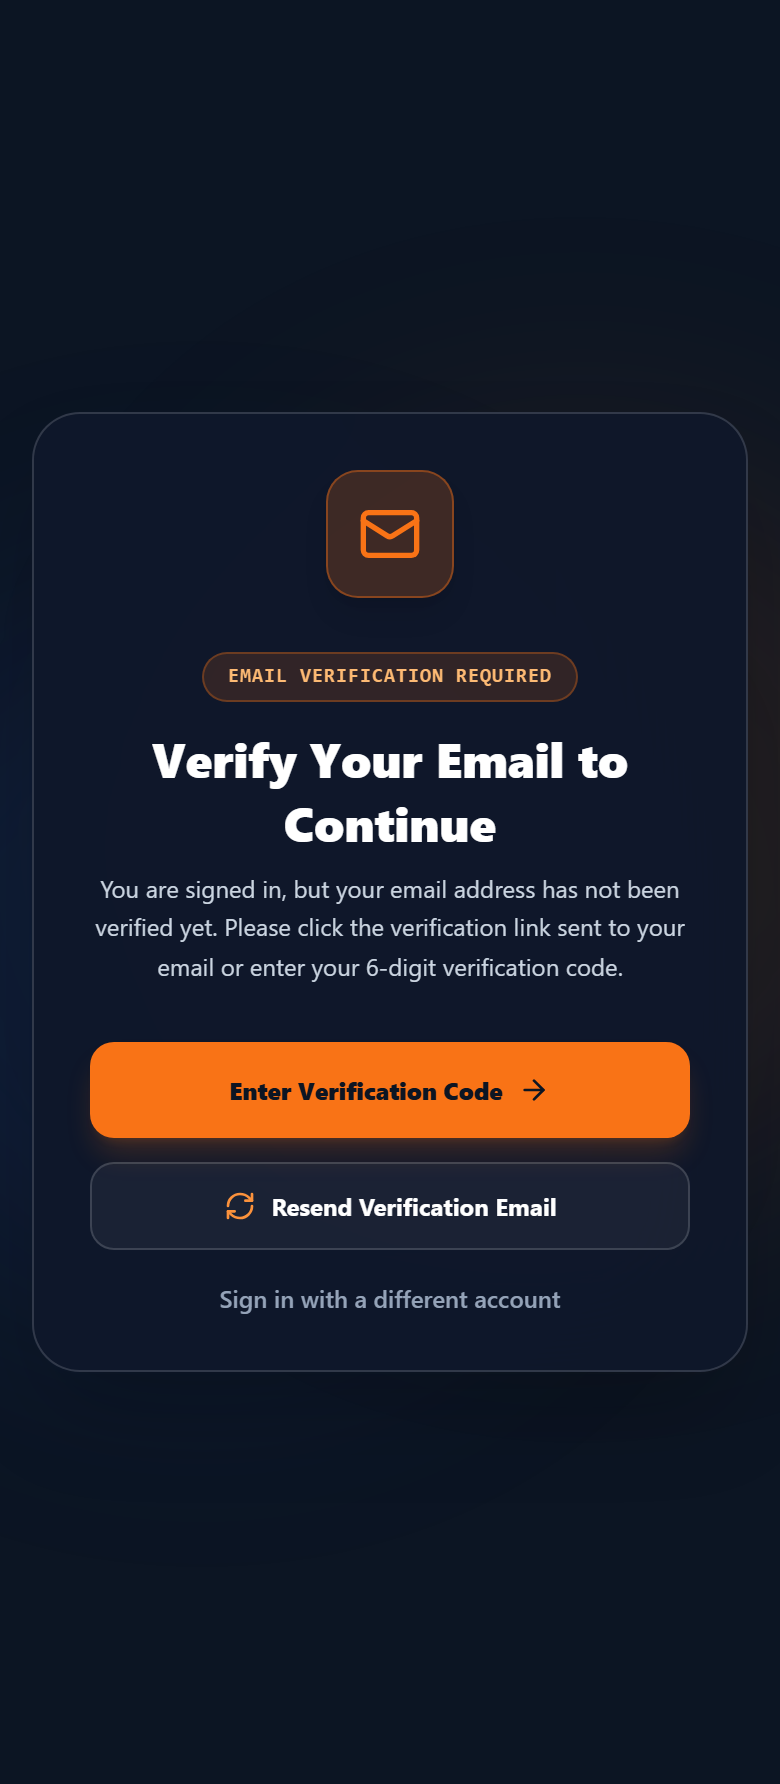 EMAIL VERIFICATION REQUIRED
Verify Your Email to
Continue
You are signed in, but your email address has not been
verified yet. Please click the verification link sent to your
email or enter your 6-digit verification code.
Enter Verification Code
Resend Verification Email
Sign in with a different account